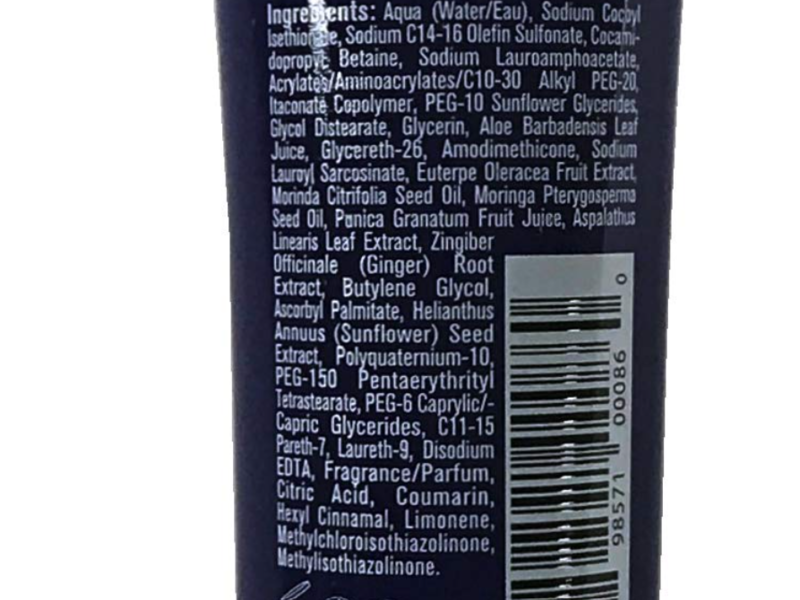 Ingredients: Aqua (Water/Eau), Sodium Cocoyl
Isethionate, Sodium C14-16 Olefin Sulfonate, Cocami-
dopropyl Betaine, Sodium Lauroamphoacetate,
Acrylates/Aminoacrylates/C10-30 Alkyl PEG-20,
Itaconate Copolymer, PEG-10 Sunflower Glycerides,
Glycol Distearate, Glycerin, Aloe Barbadensis Leaf
Juice, Glycereth-26, Amodimethicone, Sodium
Lauroyl Sarcosinate, Euterpe Oleracea Fruit Extract,
Morinda Citrifolia Seed Oil, Moringa Pterygosperma
Seed Oil, Punica Granatum Fruit Juice, Aspalathus
Linearis Leaf Extract, Zingiber
Officinale (Ginger) Root
Extract, Butylene Glycol,
Ascorbyl Palmitate, Helianthus
Annuus (Sunflower) Seed
Extract, Polyquaternium-10,
PEG-150 Pentaerythrityl
Tetrastearate, PEG-6 Caprylic/-
Capric Glycerides, C11-15
Pareth-7, Laureth-9, Disodium
EDTA, Fragrance/Parfum,
Citric Acid, Coumarin,
Hexyl Cinnamal, Limonene,
Methylchloroisothiazolinone,
Methylisothiazolinone.
98571 00086 0